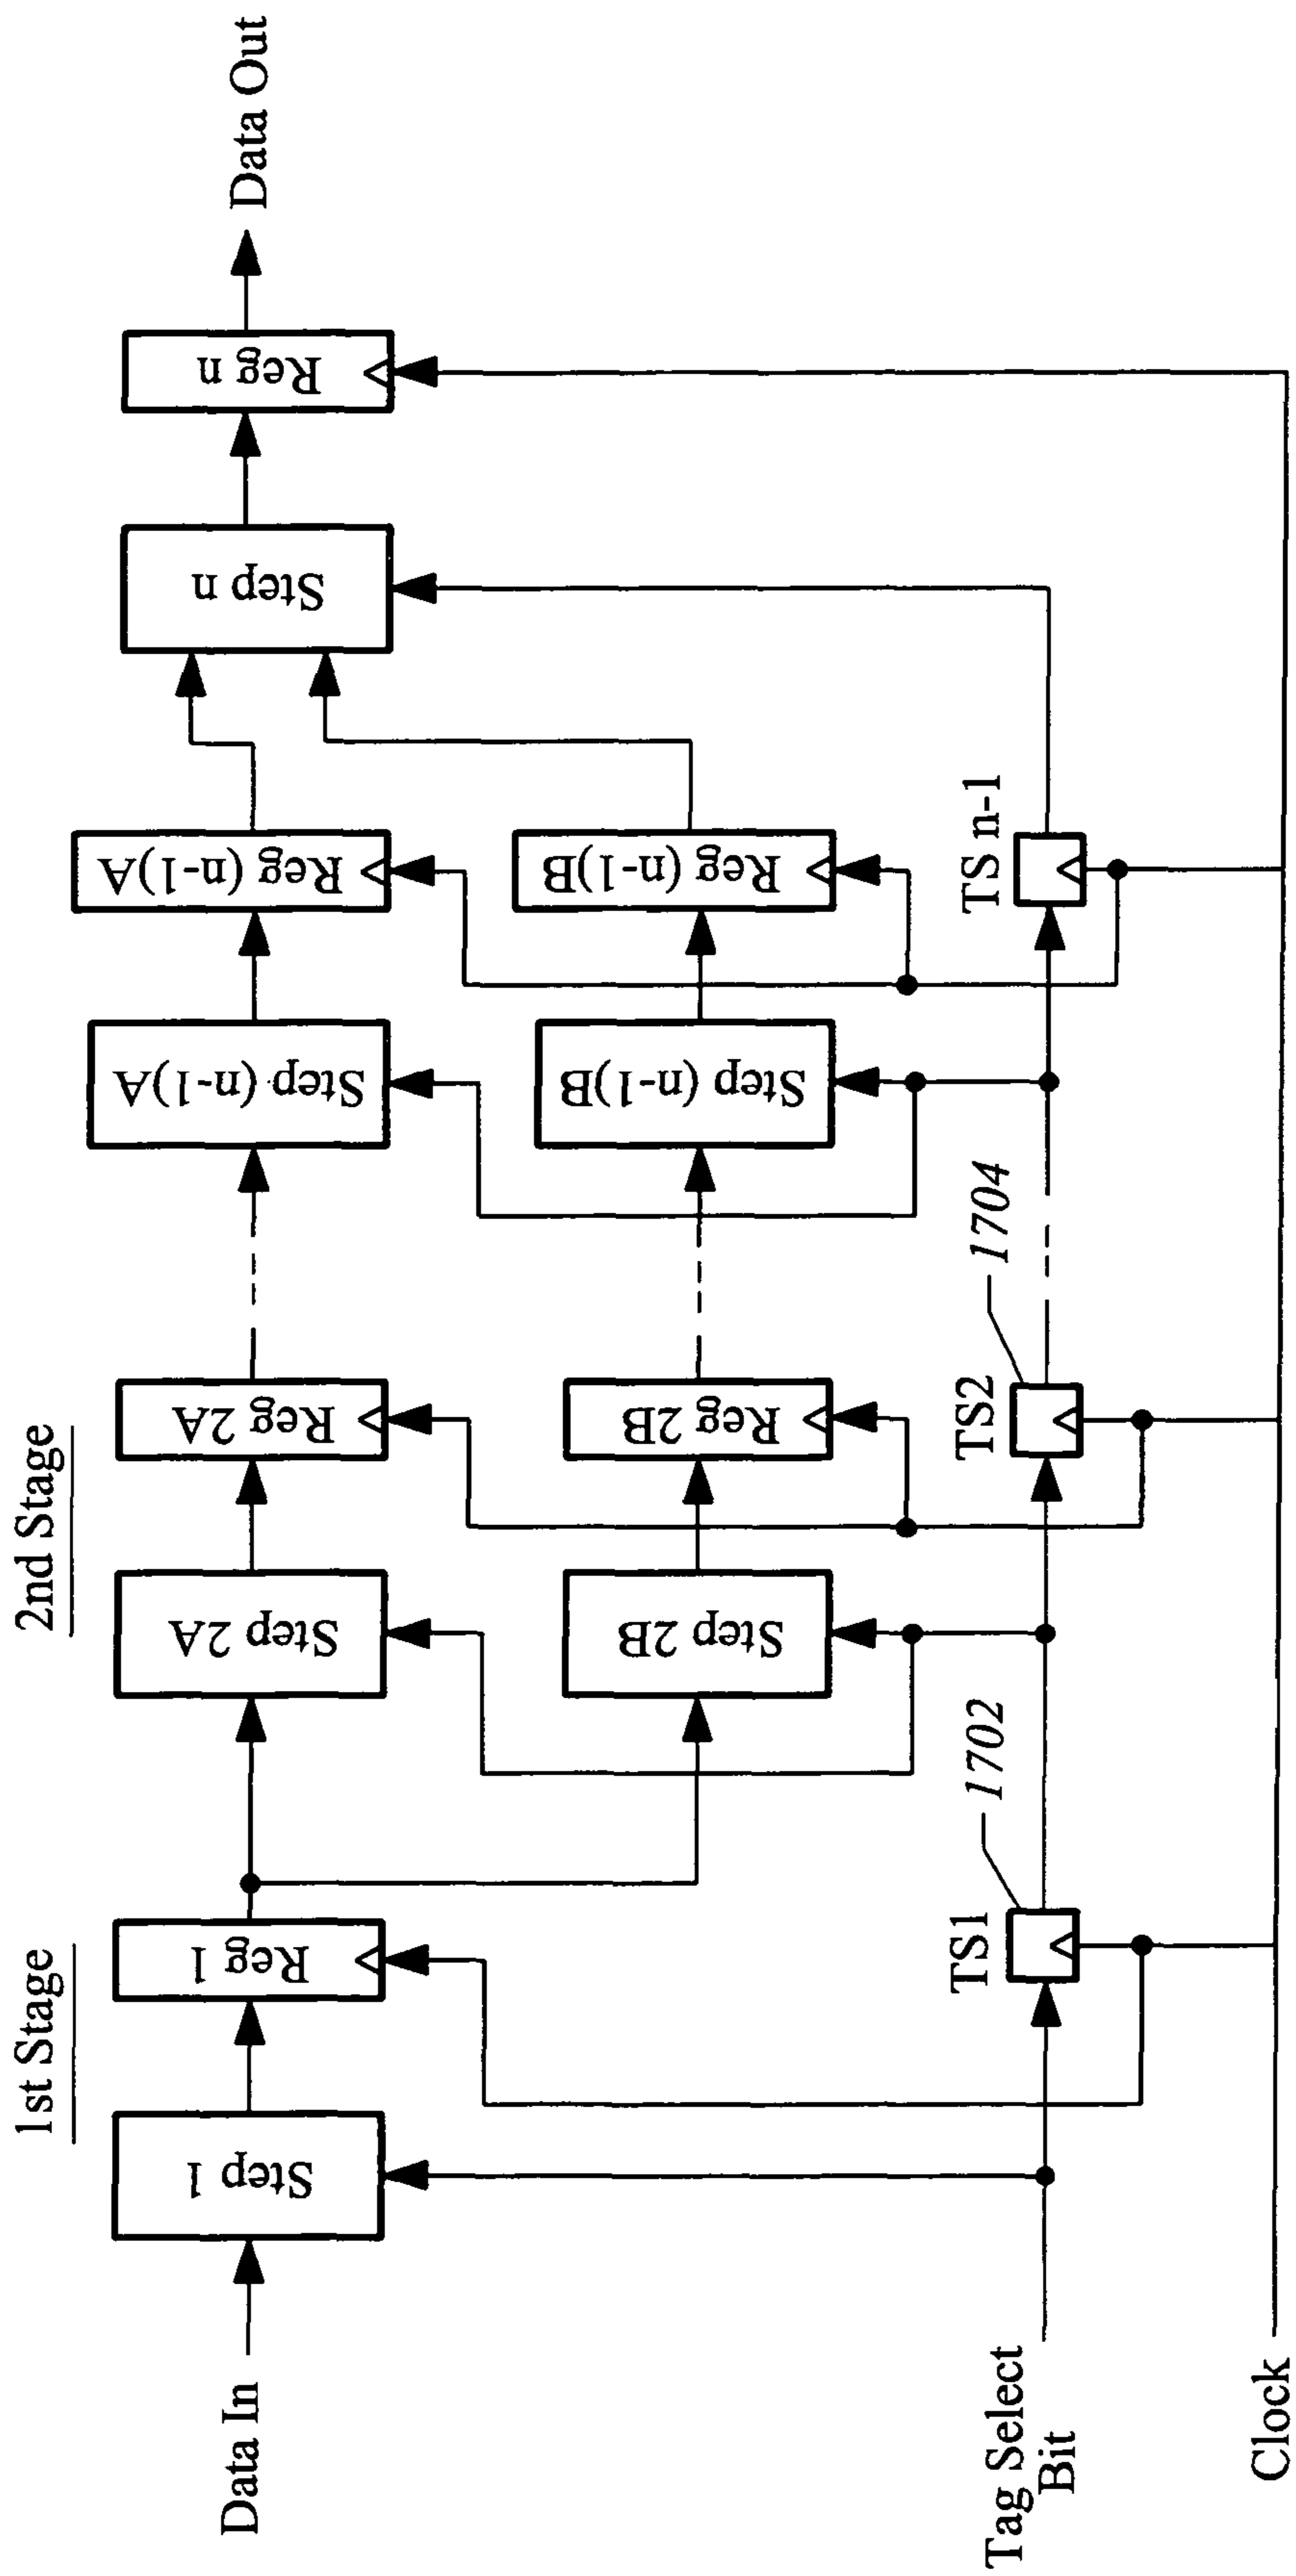 1st Stage
2nd Stage
Data In
Step 1
Reg 1
Step 2A
Reg 2A
Step (n-1)A
Reg (n-1)A
Step n
Reg n
Data Out
Step 2B
Reg 2B
Step (n-1)B
Reg (n-1)B
Tag Select
Bit
TS1
1702
TS2
1704
TS n-1
Clock